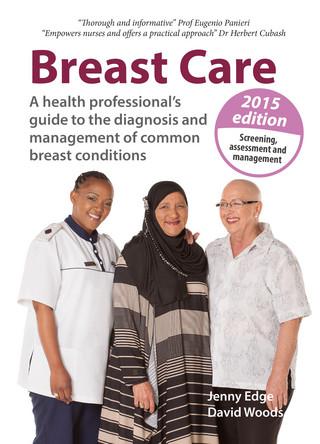 “Thorough and informative” Prof Eugenio Panieri
“Empowers nurses and offers a practical approach” Dr Herbert Cubash
Breast Care
A health professional’s
guide to the diagnosis and
management of common
breast conditions
2015
edition
Screening,
assessment and
management
Jenny Edge
David Woods